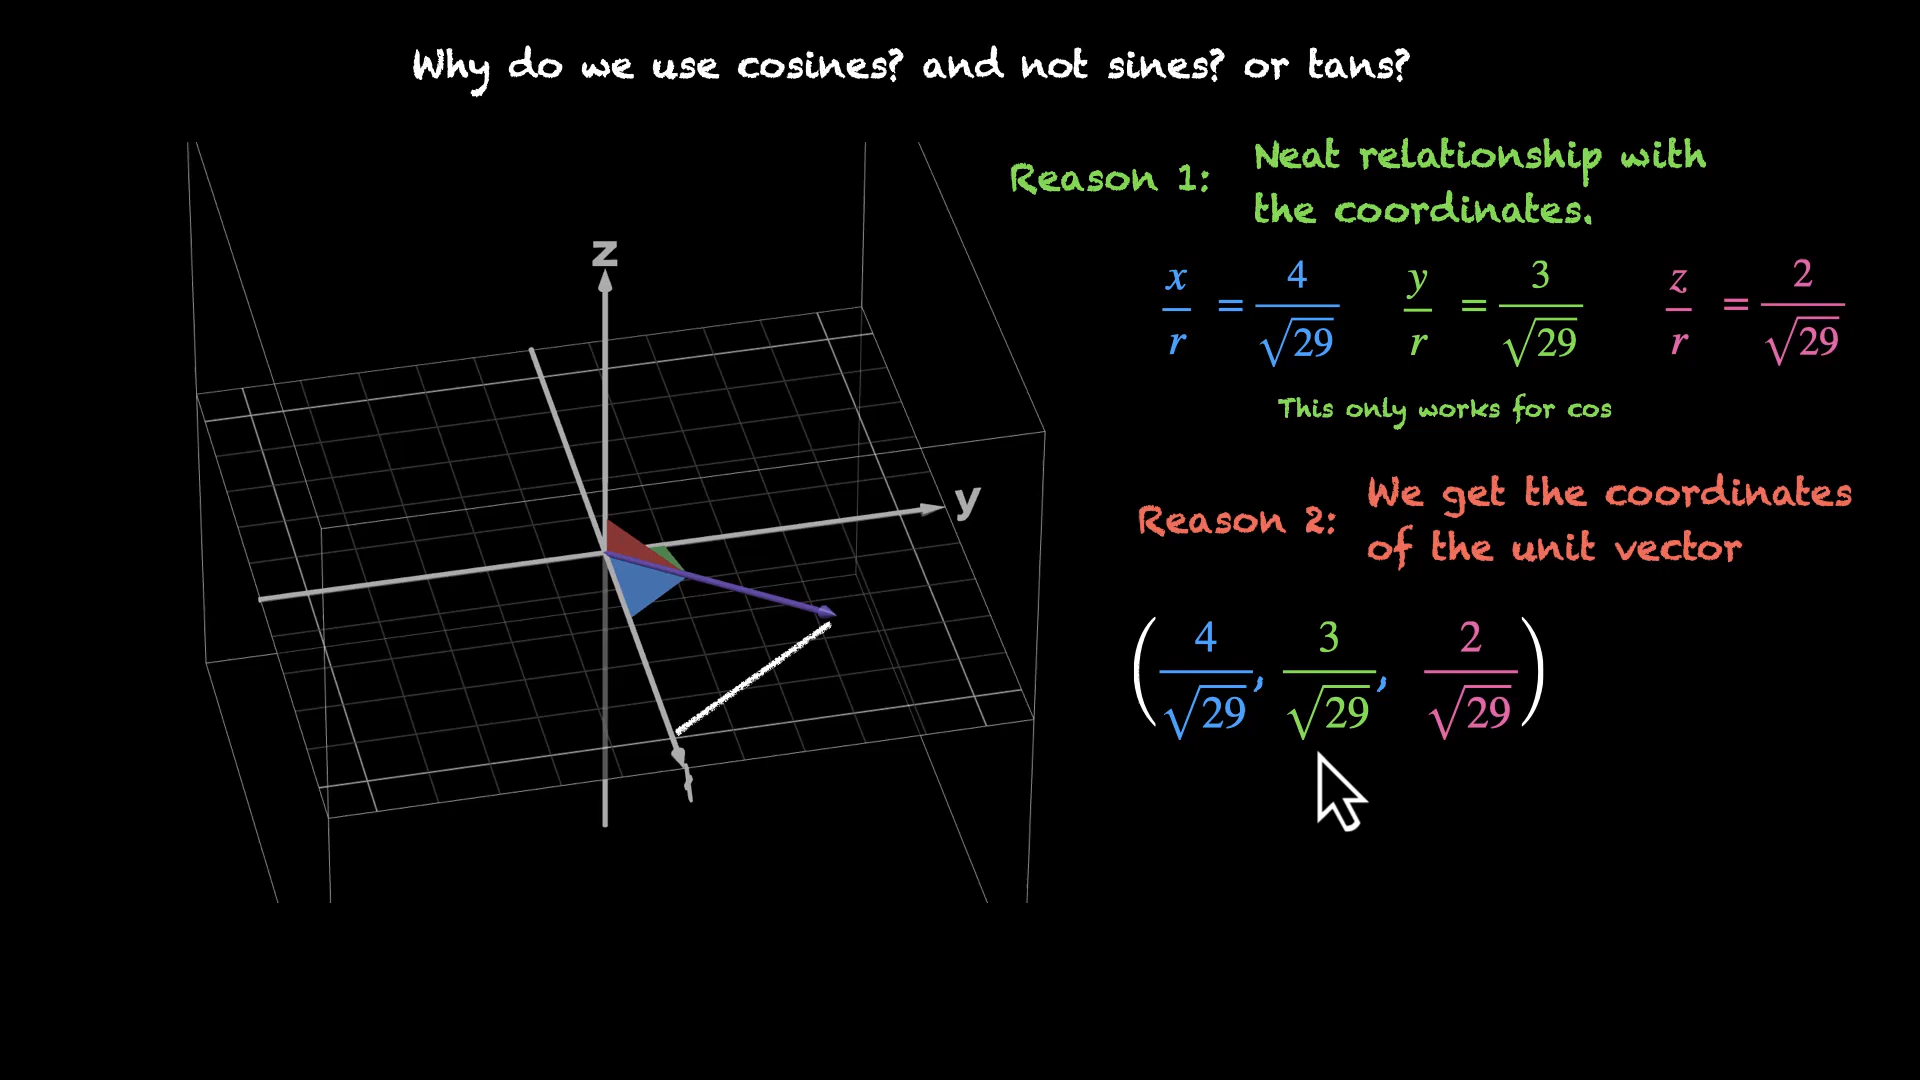 Why do we use cosines? and not sines? or tans?
z
y
Reason 1: Neat relationship with
the coordinates.
x/r = 4/√29 y/r = 3/√29 z/r = 2/√29
This only works for cos
Reason 2: We get the coordinates
of the unit vector
(4/√29, 3/√29, 2/√29)